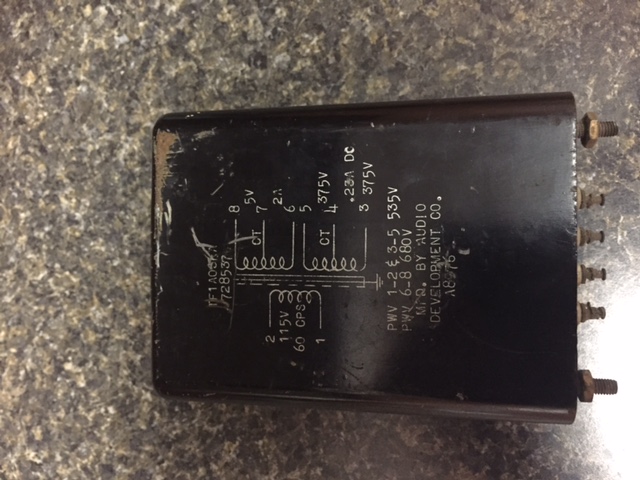 8
5V
7
CT
2A
6
5
375V
CT
4
.23A DC
3 375V
2
115V
60 CPS
1
PWV 1-2 & 3-5 535V
PWV 6-8 680V
MFG. BY AUDIO
DEVELOPMENT CO.